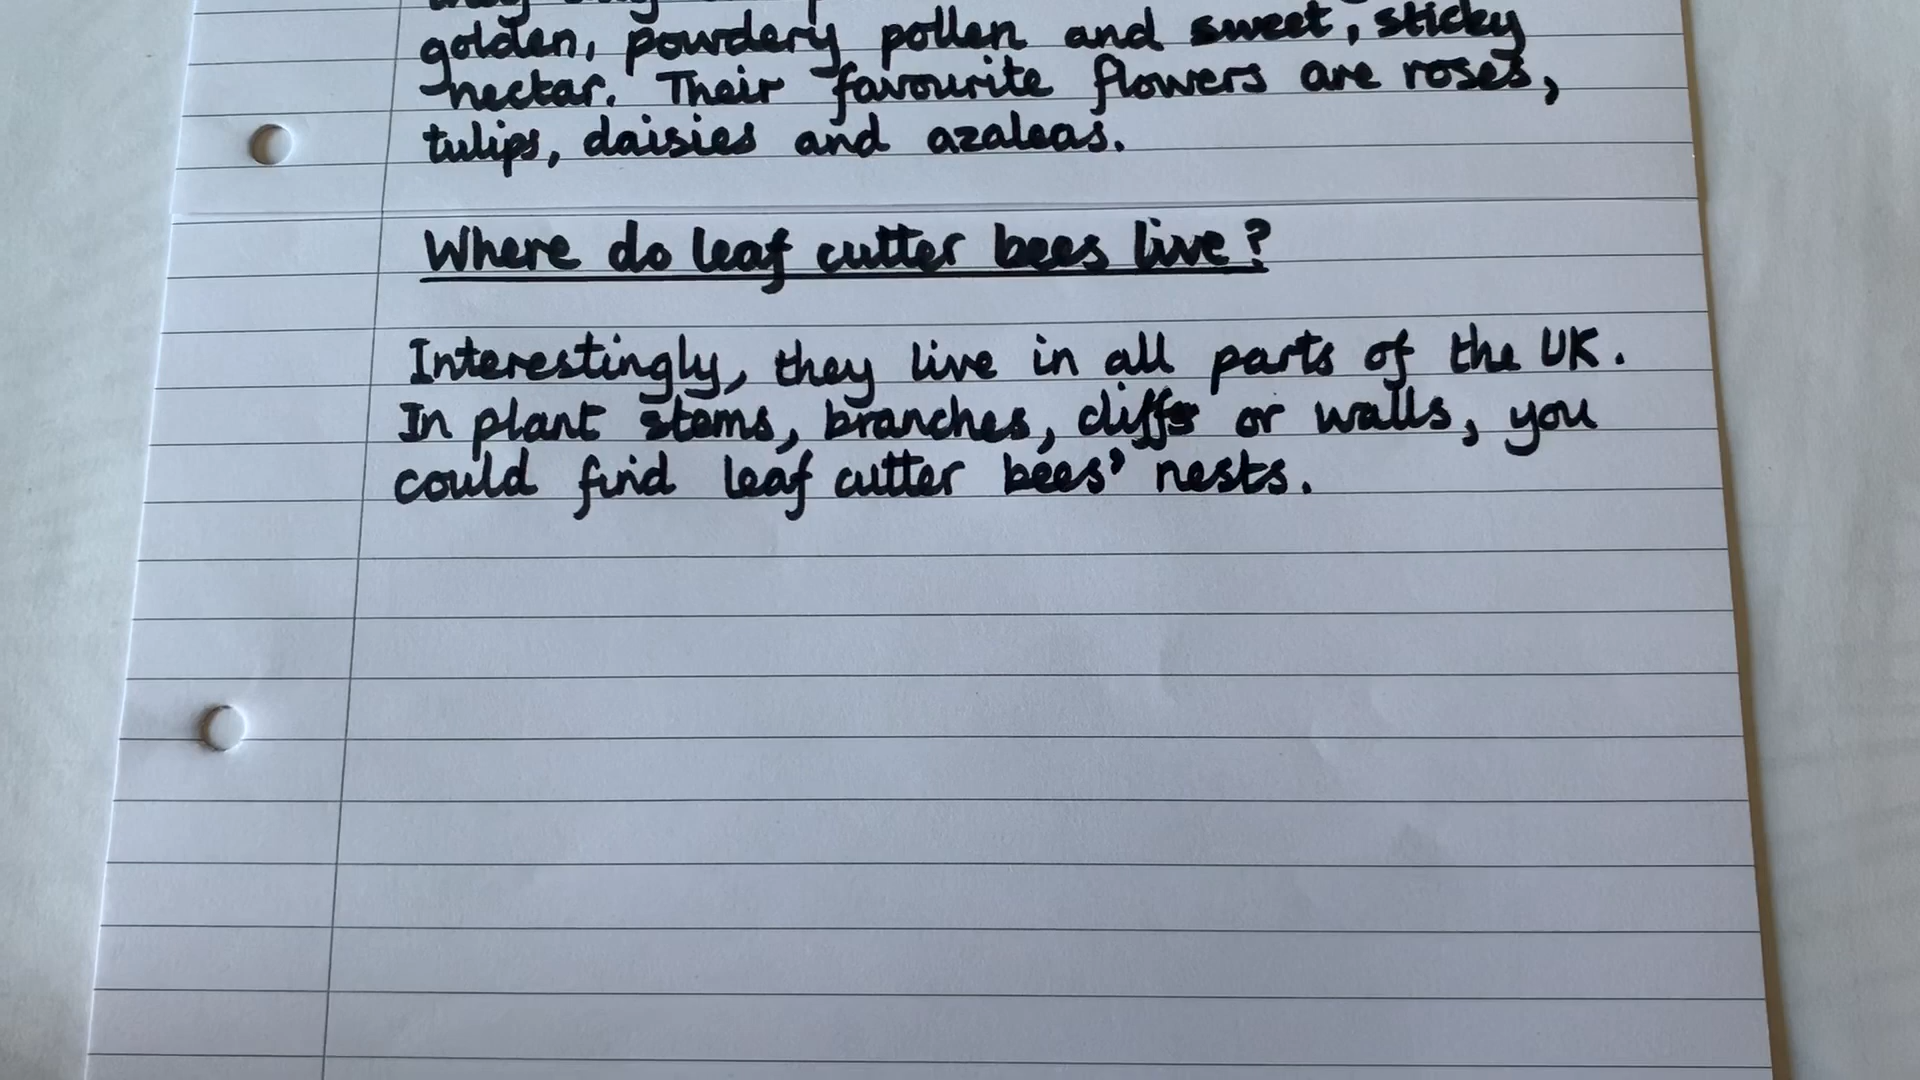 golden, powdery pollen and sweet, sticky
nectar. Their favourite flowers are roses,
tulips, daisies and azaleas.
Where do leaf cutter bees live?
Interestingly, they live in all parts of the UK.
In plant stems, branches, cliffs or walls, you
could find leaf cutter bees' nests.